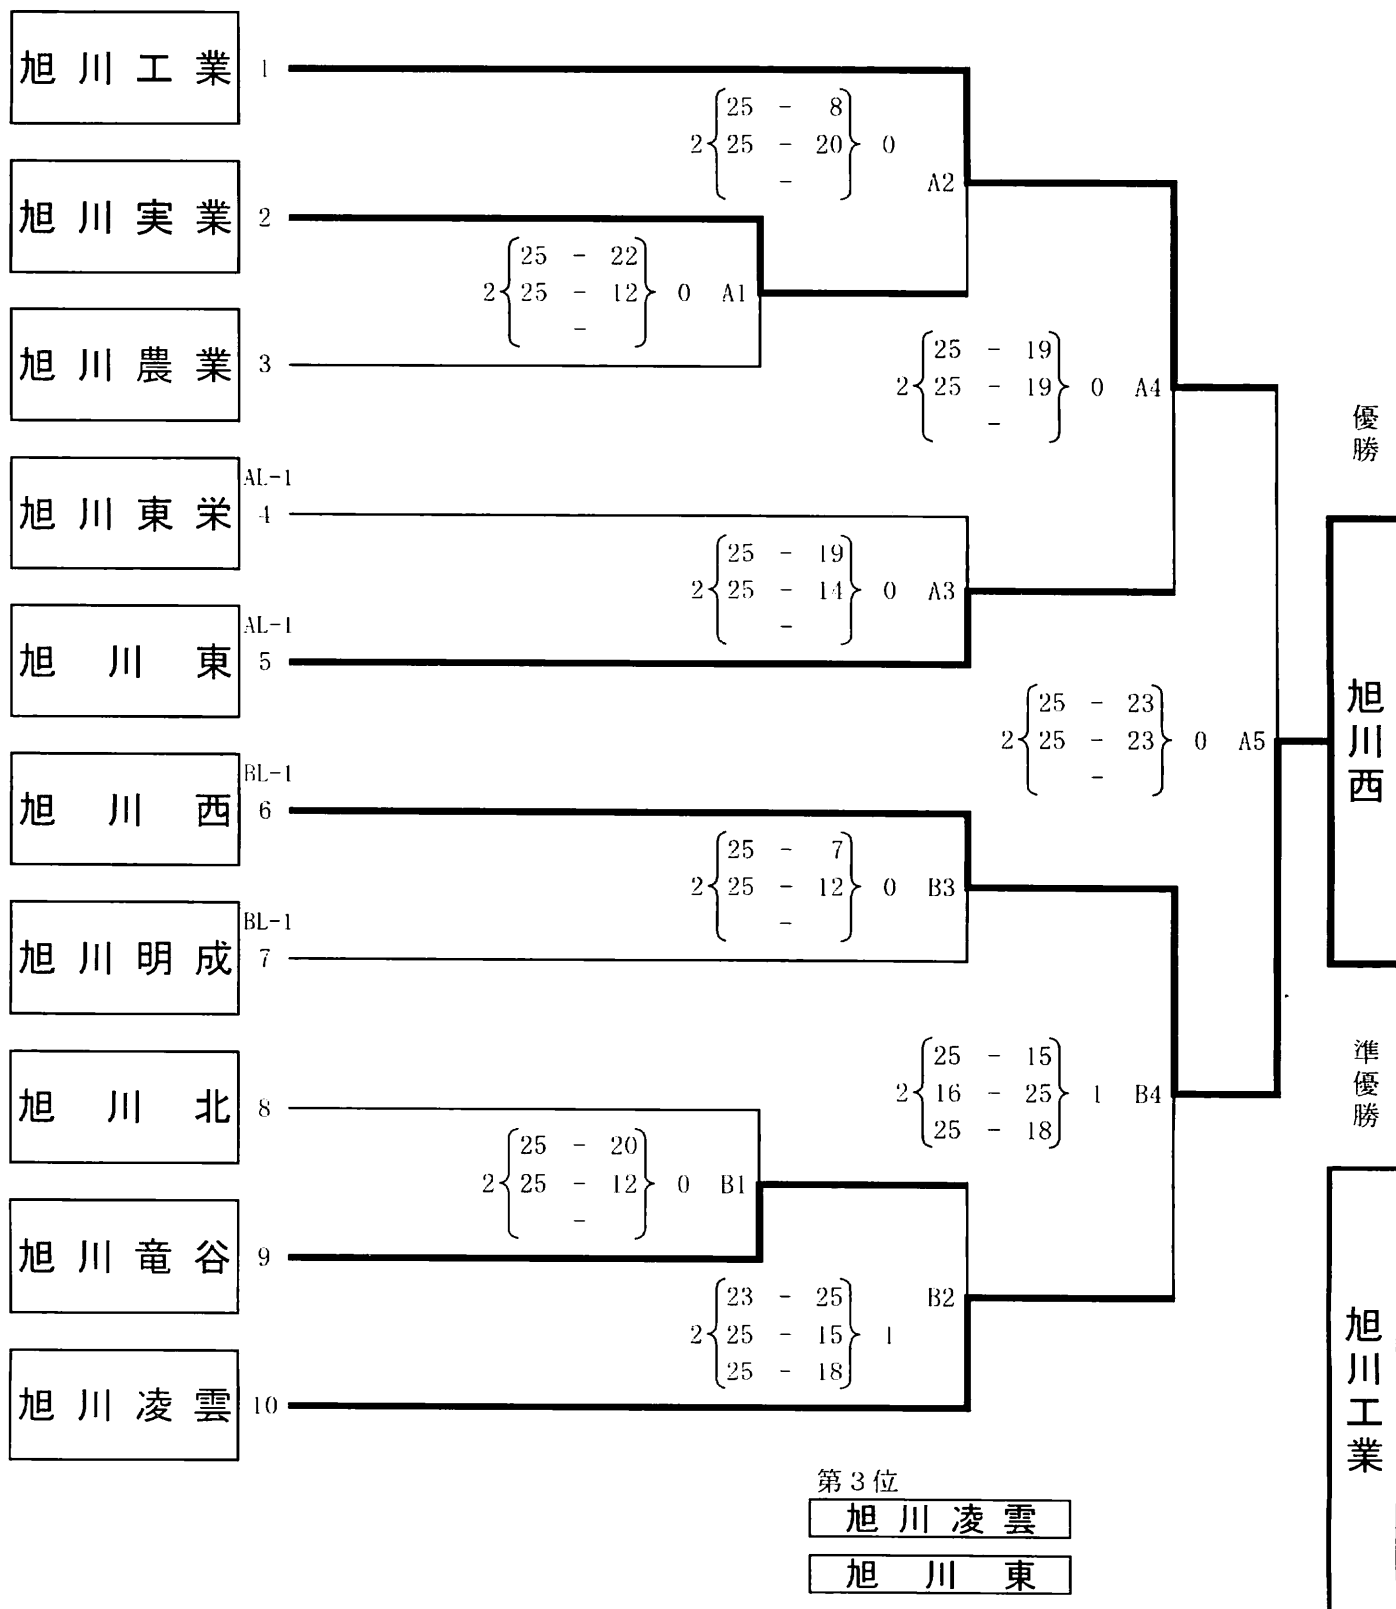 旭川工業 1
25 - 8
2 25 - 20 0
-
A2
旭川実業 2
25 - 22
2 25 - 12 0 A1
-
旭川農業 3
25 - 19
2 25 - 19 0 A4
-
優勝
AL-1
旭川東栄 4
25 - 19
2 25 - 14 0 A3
-
AL-1
旭川東 5
25 - 23
2 25 - 23 0 A5
-
旭川西
BL-1
旭川西 6
25 - 7
2 25 - 12 0 B3
-
BL-1
旭川明成 7
準優勝
25 - 15
2 16 - 25 1 B4
25 - 18
旭川北 8
25 - 20
2 25 - 12 0 B1
-
旭川竜谷 9
23 - 25
B2
2 25 - 15 1
25 - 18
旭川工業
旭川凌雲 10
第3位
旭川凌雲
旭川東